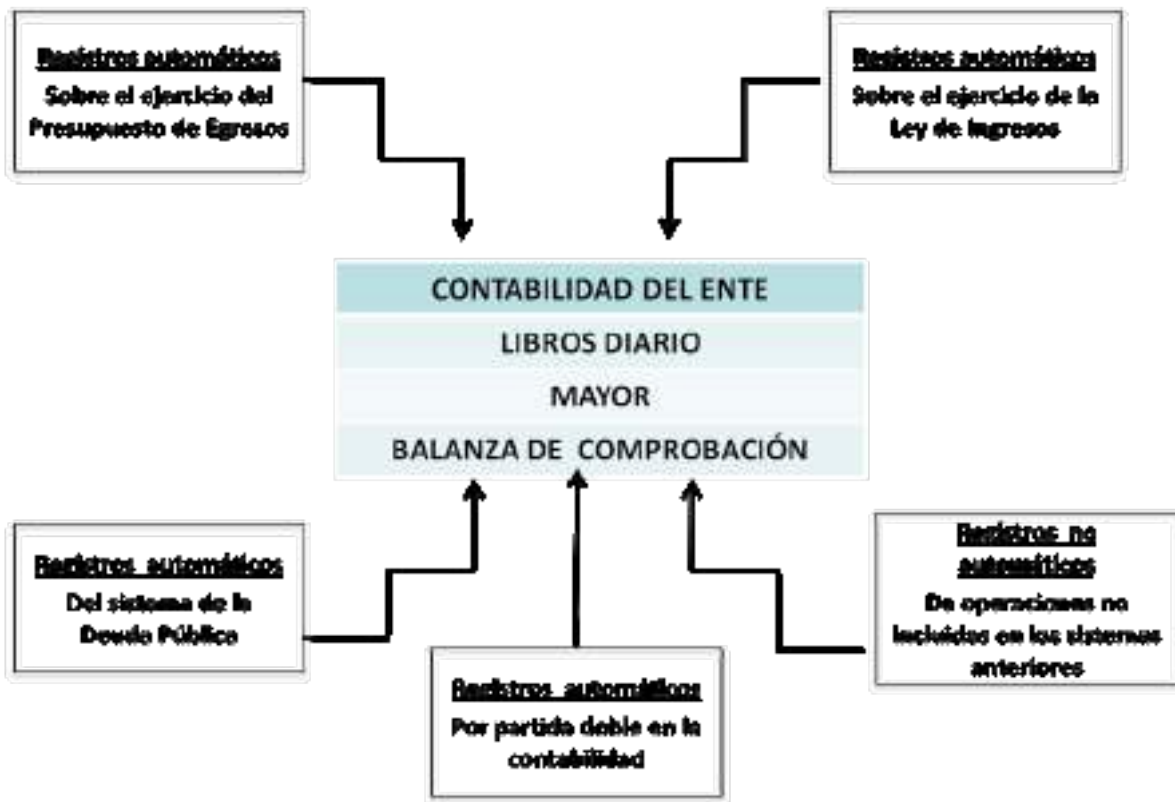 Registros automáticos
Sobre el ejercicio del
Presupuesto de Egresos
Registros automáticos
Sobre el ejercicio de la
Ley de Ingresos
CONTABILIDAD DEL ENTE
LIBROS DIARIO
MAYOR
BALANZA DE COMPROBACIÓN
Registros automáticos
Del sistema de la
Deuda Pública
Registros automáticos
Por partida doble en la
contabilidad
Registros no
automáticos
De operaciones no
incluidas en los sistemas
anteriores